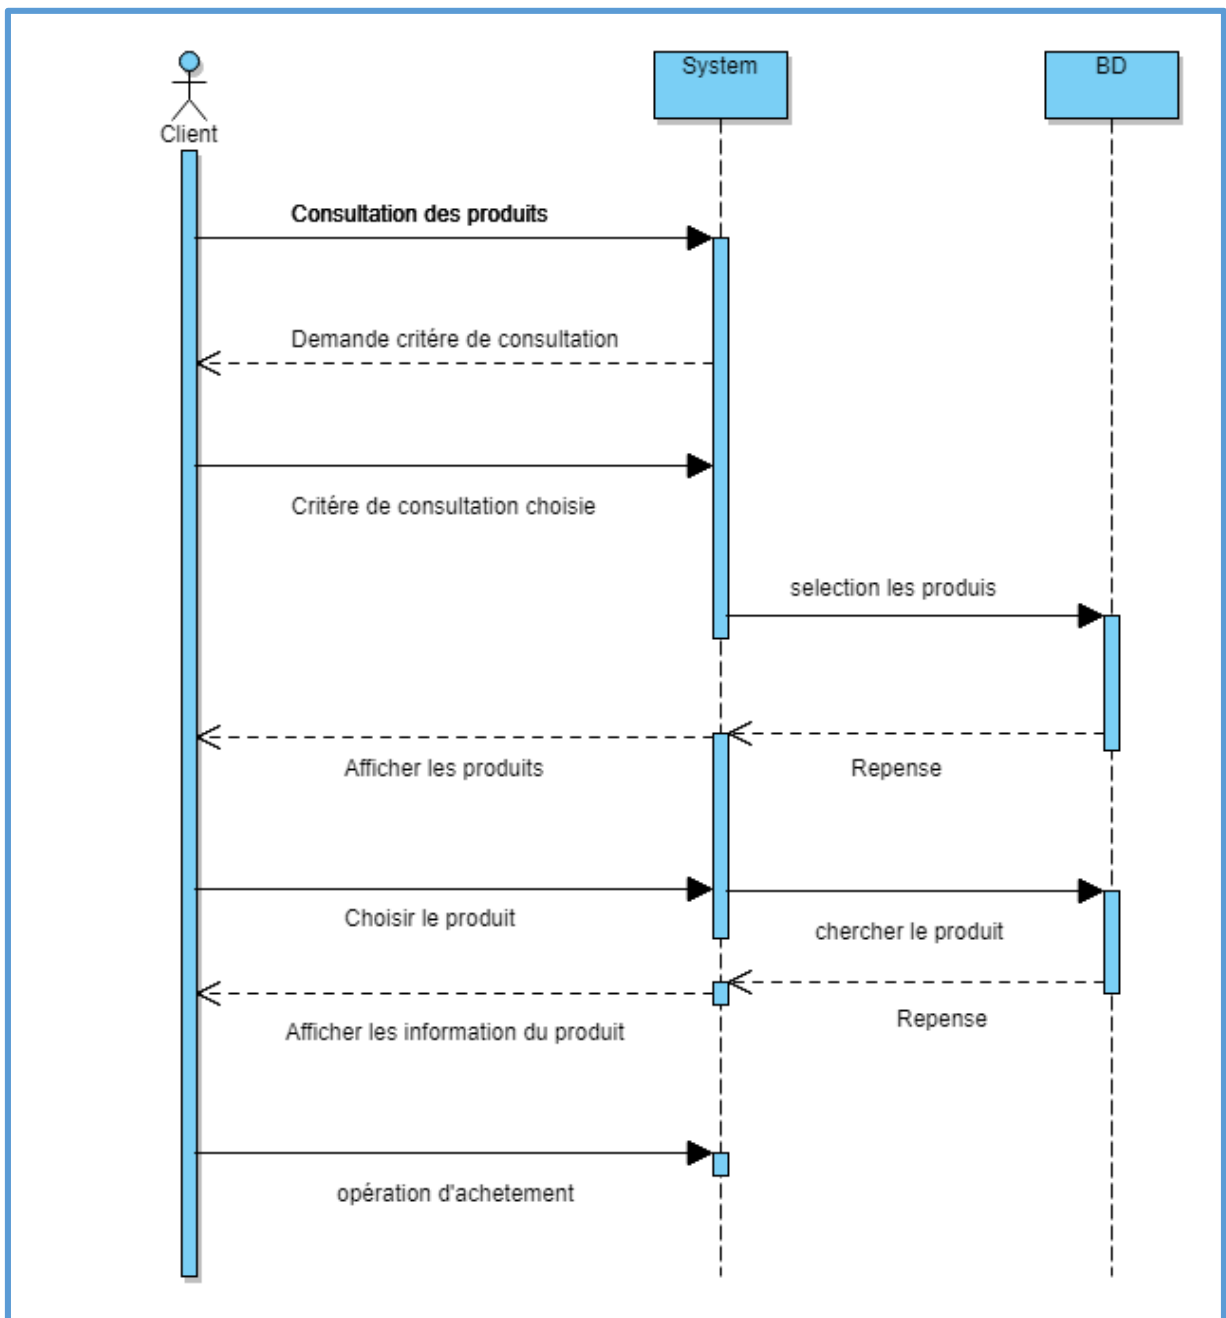 System
BD
Client
Consultation des produits
Demande critére de consultation
Critére de consultation choisie
selection les produis
Afficher les produits
Repense
Choisir le produit
chercher le produit
Repense
Afficher les information du produit
opération d'achetement